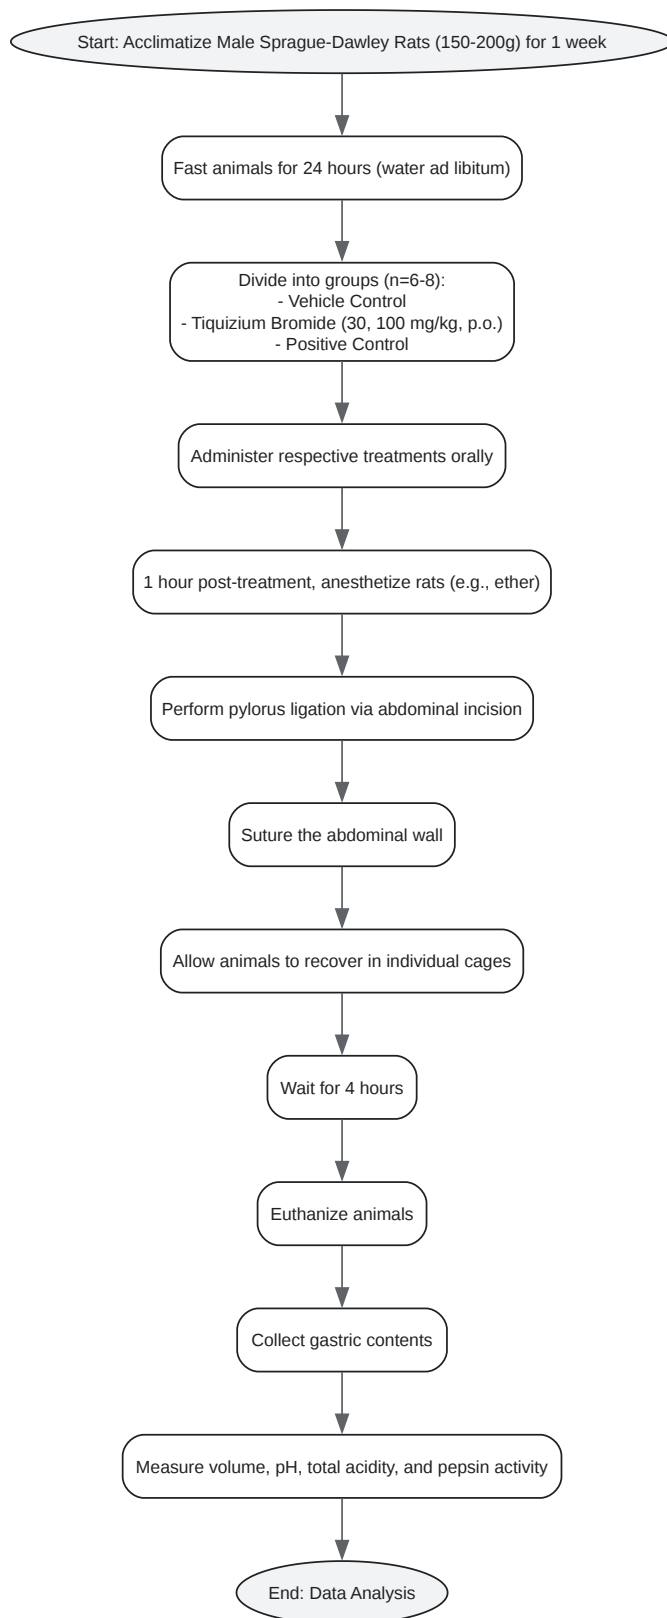 Start: Acclimatize Male Sprague-Dawley Rats (150-200g) for 1 week
Fast animals for 24 hours (water ad libitum)
Divide into groups (n=6-8):
- Vehicle Control
- Tiquizium Bromide (30, 100 mg/kg, p.o.)
- Positive Control
Administer respective treatments orally
1 hour post-treatment, anesthetize rats (e.g., ether)
Perform pylorus ligation via abdominal incision
Suture the abdominal wall
Allow animals to recover in individual cages
Wait for 4 hours
Euthanize animals
Collect gastric contents
Measure volume, pH, total acidity, and pepsin activity
End: Data Analysis